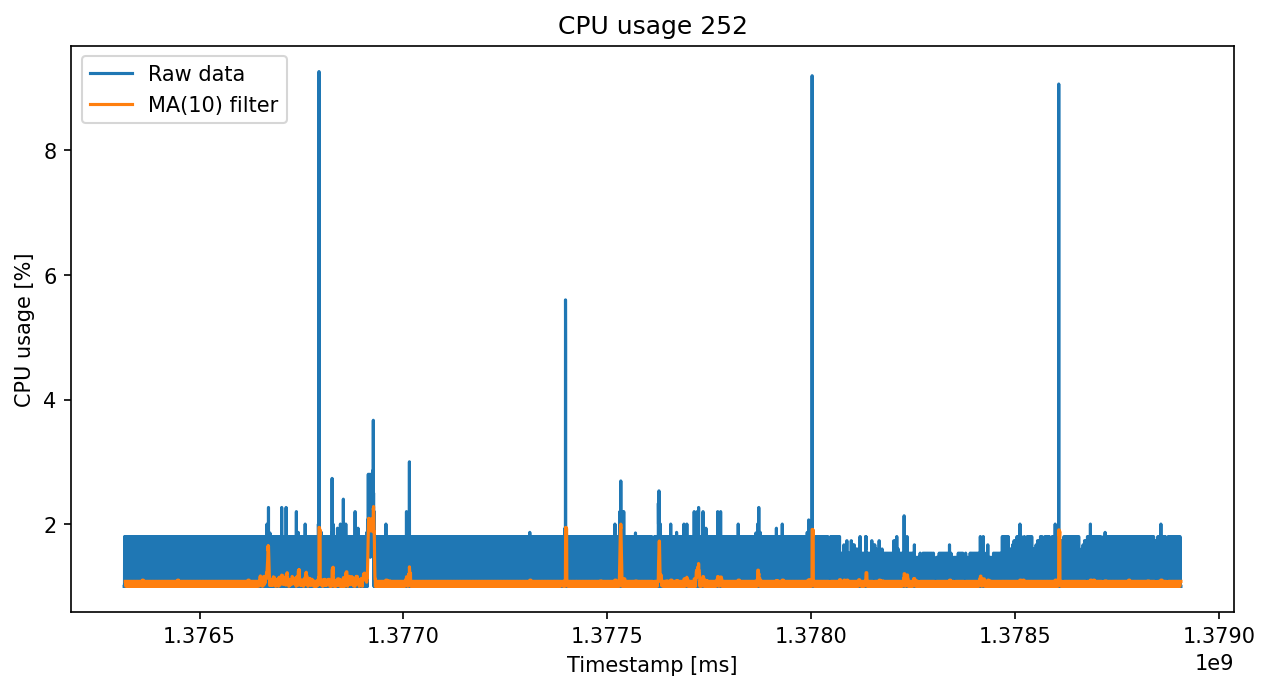 CPU usage 252
Raw data
MA(10) filter
CPU usage [%]
8
6
4
2
1.3765
1.3770
1.3775
1.3780
1.3785
1.3790
1e9
Timestamp [ms]